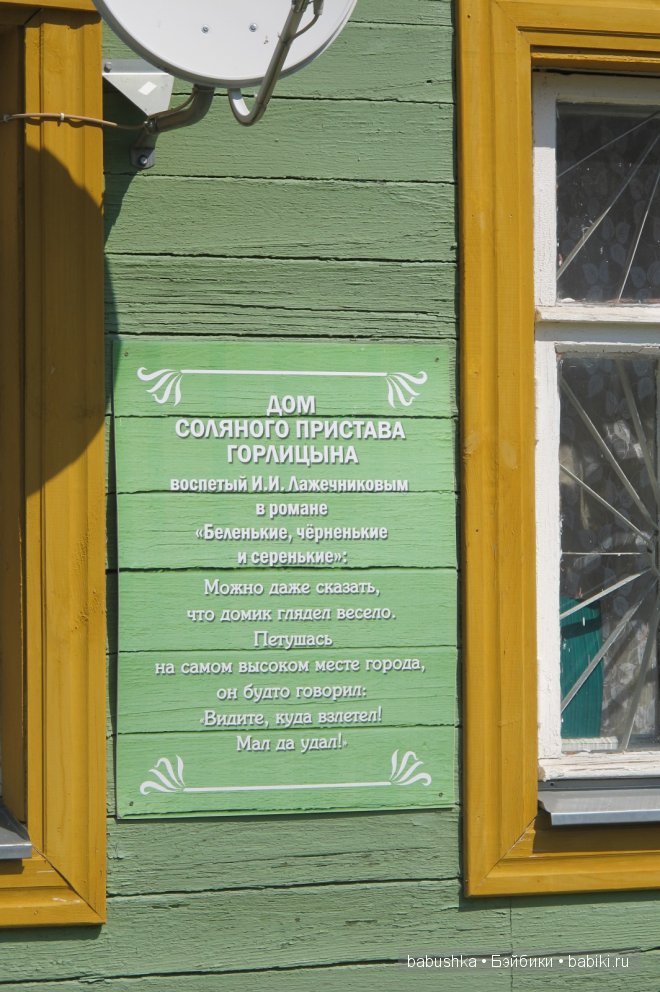 ДОМ
СОЛЯНОГО ПРИСТАВА
ГОРЛИЦЫНА
воспетый И.И. Лажечниковым
в романе
«Беленькие, чёрненькие
и серенькие»:
Можно даже сказать,
что домик глядел весело.
Петушась
на самом высоком месте города,
он будто говорил:
«Видите, куда взлетел!
Мал да удал!»
babushka • Бэйбики • babiki.ru